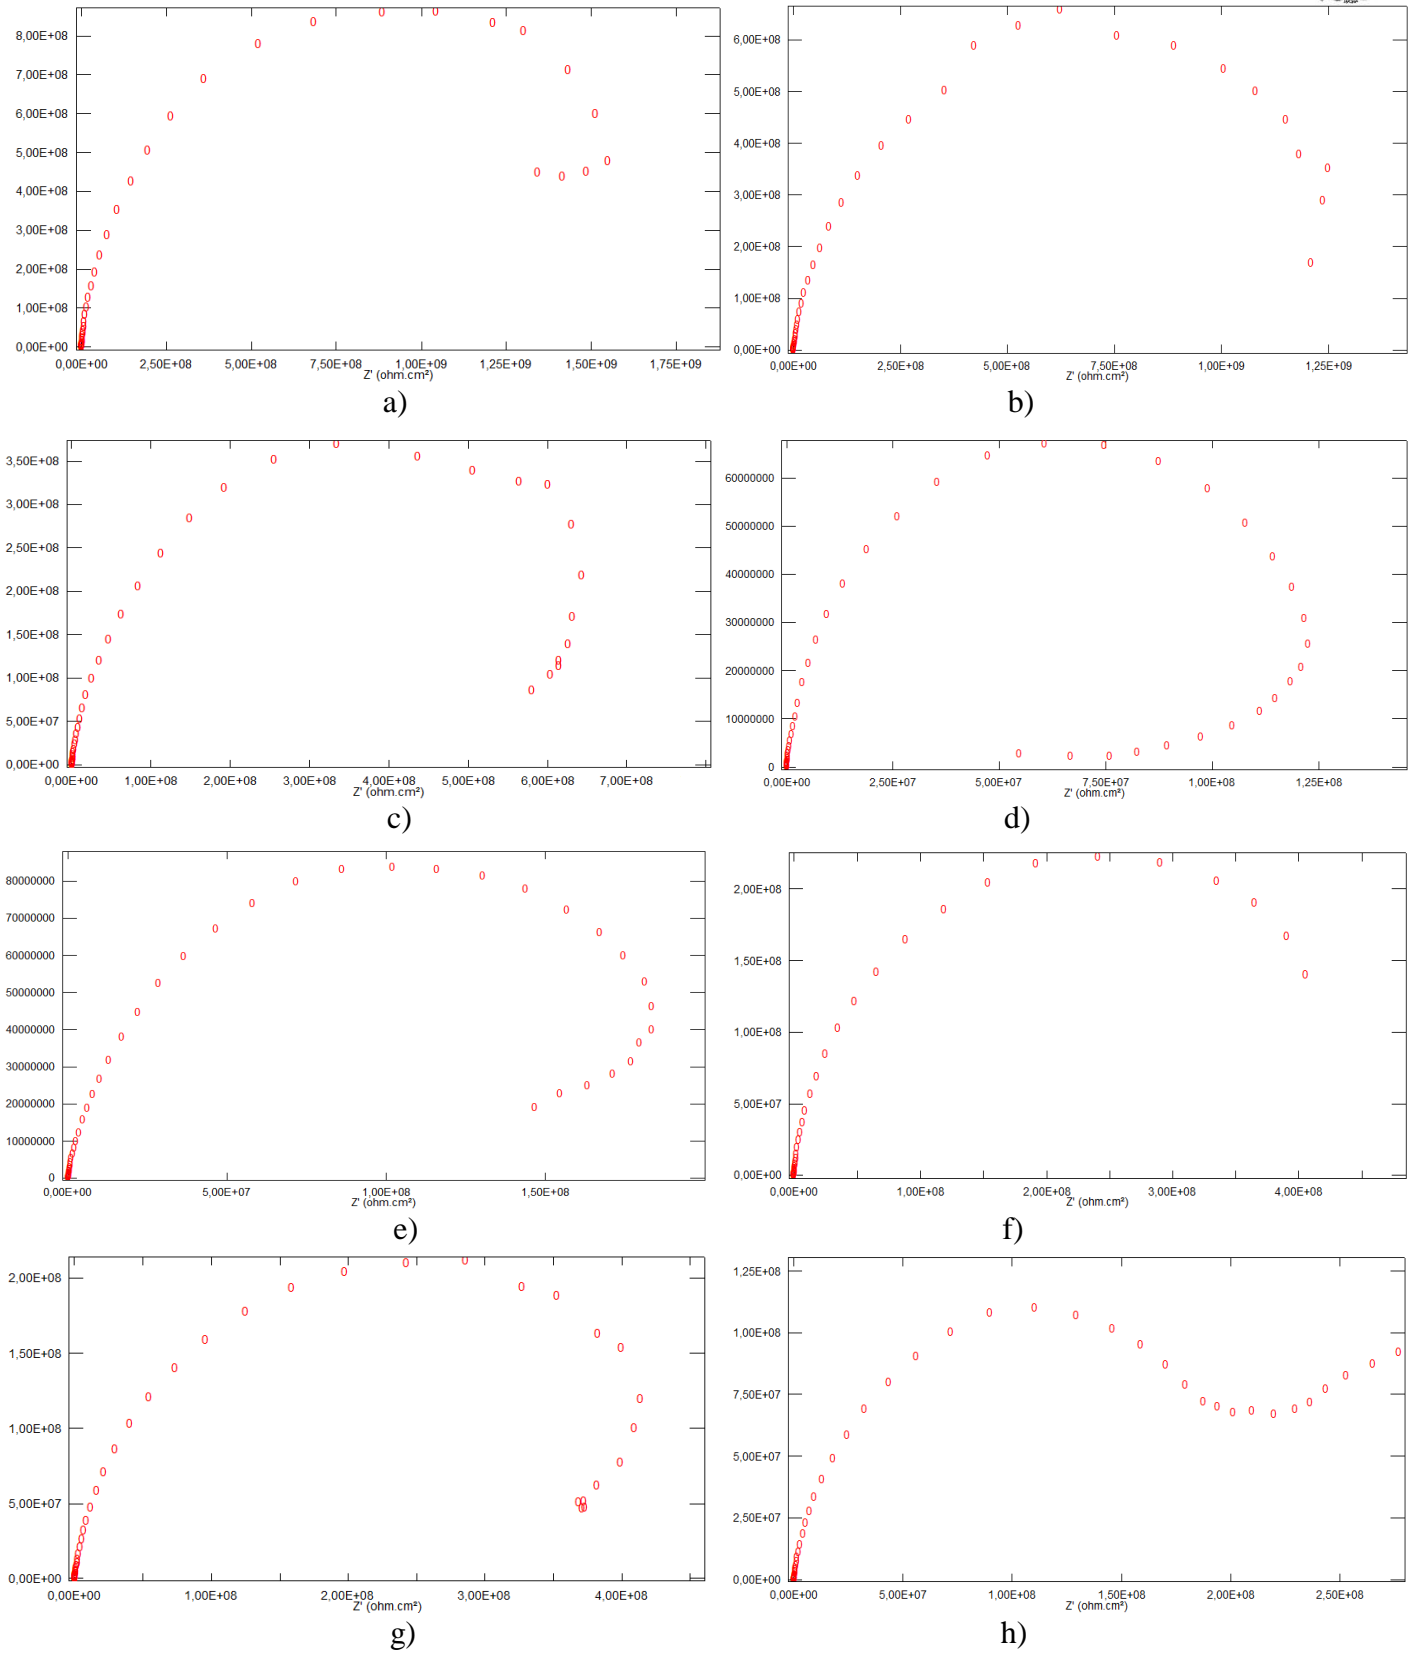 8,00E+08
7,00E+08
6,00E+08
5,00E+08
4,00E+08
3,00E+08
2,00E+08
1,00E+08
0,00E+00
0,00E+00 2,50E+08 5,00E+08 7,50E+08 1,00E+09 1,25E+09 1,50E+09 1,75E+09
Z' (ohm.cm²)
a)
6,00E+08
5,00E+08
4,00E+08
3,00E+08
2,00E+08
1,00E+08
0,00E+00
0,00E+00 2,50E+08 5,00E+08 7,50E+08 1,00E+09 1,25E+09
Z' (ohm.cm²)
b)
3,50E+08
3,00E+08
2,50E+08
2,00E+08
1,50E+08
1,00E+08
5,00E+07
0,00E+00
0,00E+00 1,00E+08 2,00E+08 3,00E+08 4,00E+08 5,00E+08 6,00E+08 7,00E+08
Z' (ohm.cm²)
c)
60000000
50000000
40000000
30000000
20000000
10000000
0
0,00E+00 2,50E+07 5,00E+07 7,50E+07 1,00E+08 1,25E+08
Z' (ohm.cm²)
d)
80000000
70000000
60000000
50000000
40000000
30000000
20000000
10000000
0
0,00E+00 5,00E+07 1,00E+08 1,50E+08
Z' (ohm.cm²)
e)
2,00E+08
1,50E+08
1,00E+08
5,00E+07
0,00E+00
0,00E+00 1,00E+08 2,00E+08 3,00E+08 4,00E+08
Z' (ohm.cm²)
f)
2,00E+08
1,50E+08
1,00E+08
5,00E+07
0,00E+00
0,00E+00 1,00E+08 2,00E+08 3,00E+08 4,00E+08
Z' (ohm.cm²)
g)
1,25E+08
1,00E+08
7,50E+07
5,00E+07
2,50E+07
0,00E+00
0,00E+00 5,00E+07 1,00E+08 1,50E+08 2,00E+08 2,50E+08
Z' (ohm.cm²)
h)